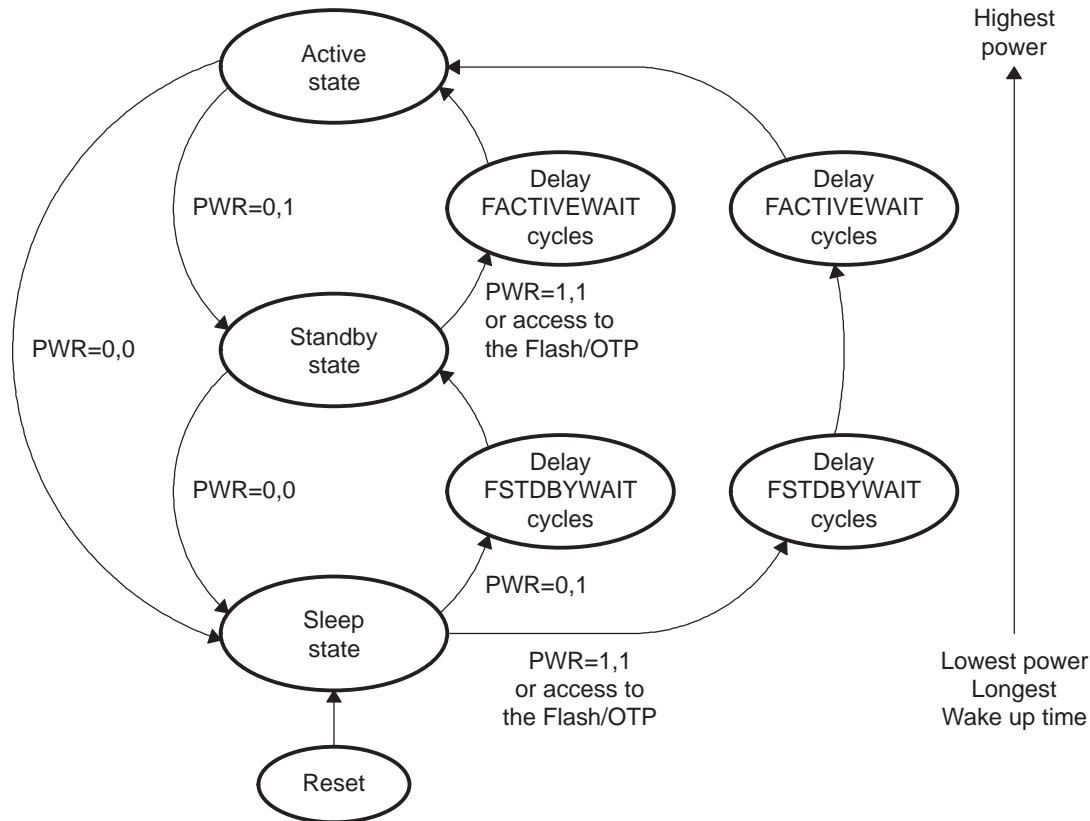 Highest
power
Active
state
Delay
FACTIVEWAIT
cycles
Delay
FACTIVEWAIT
cycles
PWR=0,1
PWR=1,1
or access to
the Flash/OTP
Standby
state
PWR=0,0
Delay
FSTDBYWAIT
cycles
Delay
FSTDBYWAIT
cycles
PWR=0,0
PWR=0,1
Sleep
state
PWR=1,1
or access to
the Flash/OTP
Lowest power
Longest
Wake up time
Reset